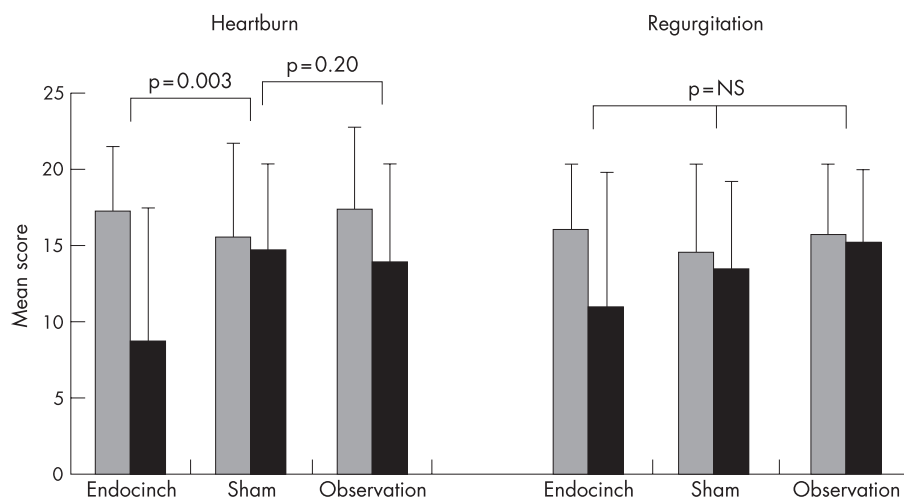 Heartburn
Regurgitation
p=0.003
p=0.20
p=NS
25
20
15
10
5
0
Mean score
Endocinch Sham Observation
Endocinch Sham Observation